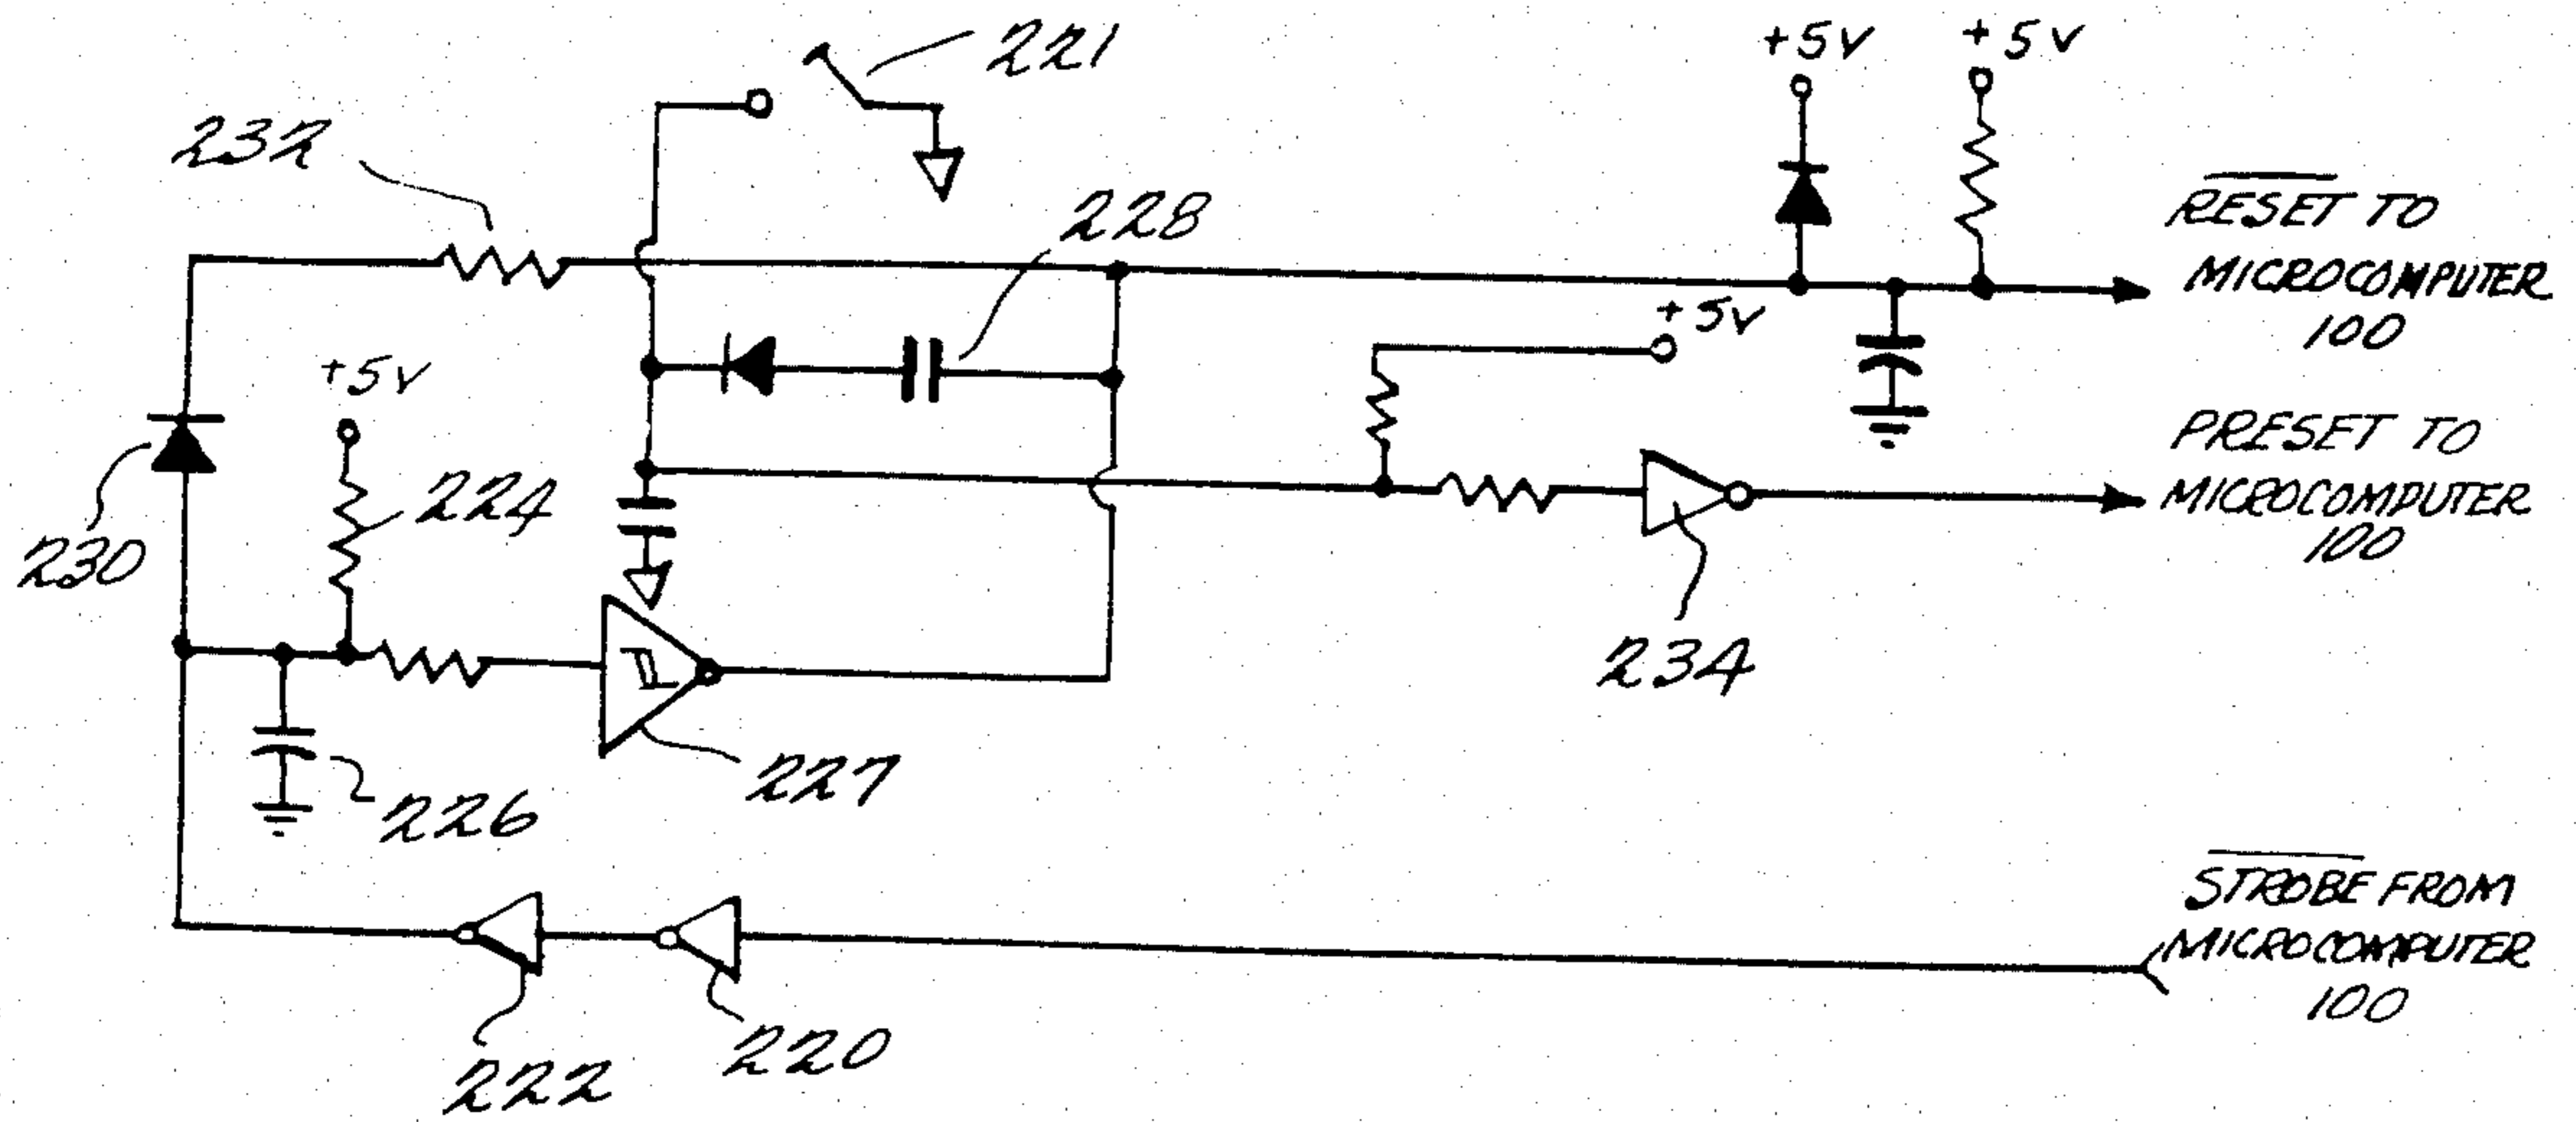 221
+5V
+5V
232
228
RESET TO
MICROCOMPUTER
100
+5V
+5V
PRESET TO
MICROCOMPUTER
100
224
230
234
227
226
STROBE FROM
MICROCOMPUTER
100
222
220